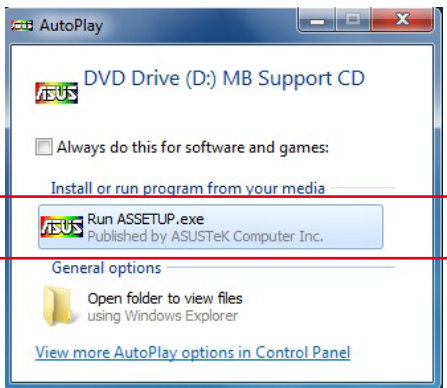 AutoPlay
DVD Drive (D:) MB Support CD
ASUS
Always do this for software and games:
Install or run program from your media
ASUS
Run ASSETUP.exe
Published by ASUSTeK Computer Inc.
General options
Open folder to view files
using Windows Explorer
View more AutoPlay options in Control Panel